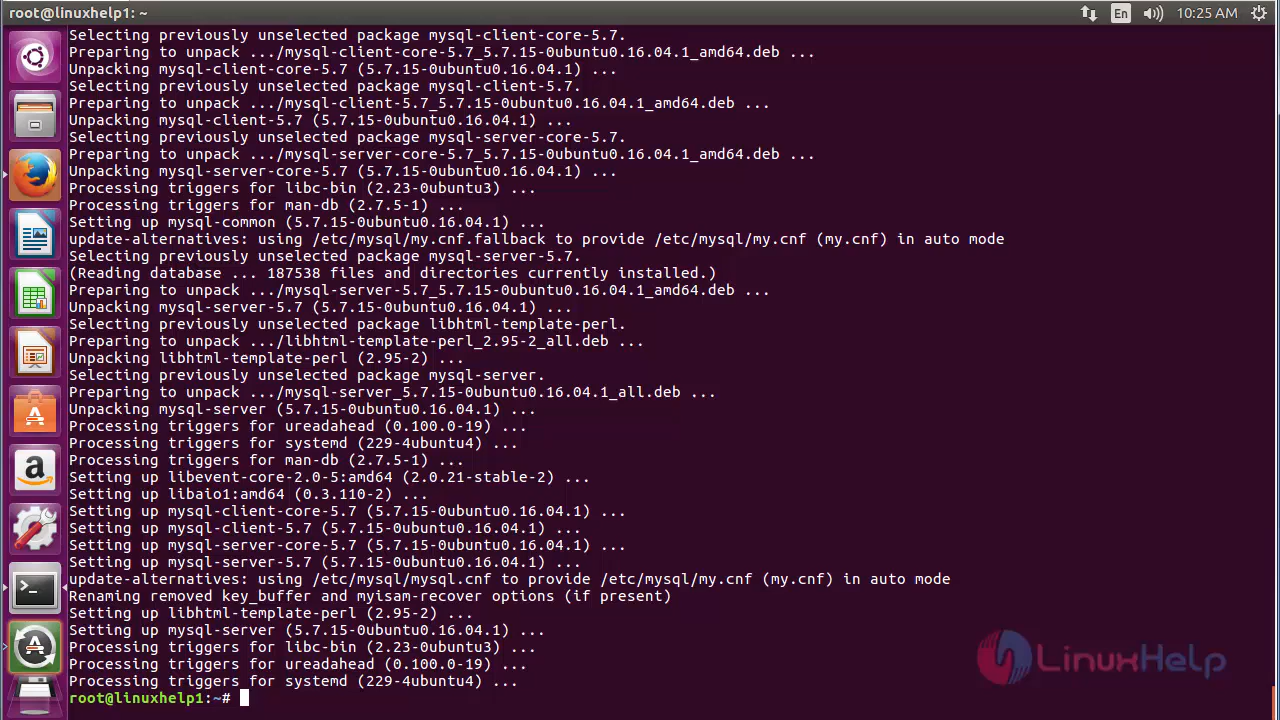 root@linuxhelp1: ~
En
10:25 AM
Selecting previously unselected package mysql-client-core-5.7.
Preparing to unpack .../mysql-client-core-5.7_5.7.15-0ubuntu0.16.04.1_amd64.deb ...
Unpacking mysql-client-core-5.7 (5.7.15-0ubuntu0.16.04.1) ...
Selecting previously unselected package mysql-client-5.7.
Preparing to unpack .../mysql-client-5.7_5.7.15-0ubuntu0.16.04.1_amd64.deb ...
Unpacking mysql-client-5.7 (5.7.15-0ubuntu0.16.04.1) ...
Selecting previously unselected package mysql-server-core-5.7.
Preparing to unpack .../mysql-server-core-5.7_5.7.15-0ubuntu0.16.04.1_amd64.deb ...
Unpacking mysql-server-core-5.7 (5.7.15-0ubuntu0.16.04.1) ...
Processing triggers for libc-bin (2.23-0ubuntu3) ...
Processing triggers for man-db (2.7.5-1) ...
Setting up mysql-common (5.7.15-0ubuntu0.16.04.1) ...
update-alternatives: using /etc/mysql/my.cnf.fallback to provide /etc/mysql/my.cnf (my.cnf) in auto mode
Selecting previously unselected package mysql-server-5.7.
(Reading database ... 187538 files and directories currently installed.)
Preparing to unpack .../mysql-server-5.7_5.7.15-0ubuntu0.16.04.1_amd64.deb ...
Unpacking mysql-server-5.7 (5.7.15-0ubuntu0.16.04.1) ...
Selecting previously unselected package libhtml-template-perl.
Preparing to unpack .../libhtml-template-perl_2.95-2_all.deb ...
Unpacking libhtml-template-perl (2.95-2) ...
Selecting previously unselected package mysql-server.
Preparing to unpack .../mysql-server_5.7.15-0ubuntu0.16.04.1_all.deb ...
Unpacking mysql-server (5.7.15-0ubuntu0.16.04.1) ...
Processing triggers for ureadahead (0.100.0-19) ...
Processing triggers for systemd (229-4ubuntu4) ...
Processing triggers for man-db (2.7.5-1) ...
Setting up libevent-core-2.0-5:amd64 (2.0.21-stable-2) ...
Setting up libaio1:amd64 (0.3.110-2) ...
Setting up mysql-client-core-5.7 (5.7.15-0ubuntu0.16.04.1) ...
Setting up mysql-client-5.7 (5.7.15-0ubuntu0.16.04.1) ...
Setting up mysql-server-core-5.7 (5.7.15-0ubuntu0.16.04.1) ...
Setting up mysql-server-5.7 (5.7.15-0ubuntu0.16.04.1) ...
update-alternatives: using /etc/mysql/mysql.cnf to provide /etc/mysql/my.cnf (my.cnf) in auto mode
Renaming removed key_buffer and myisam-recover options (if present)
Setting up libhtml-template-perl (2.95-2) ...
Setting up mysql-server (5.7.15-0ubuntu0.16.04.1) ...
Processing triggers for libc-bin (2.23-0ubuntu3) ...
Processing triggers for ureadahead (0.100.0-19) ...
Processing triggers for systemd (229-4ubuntu4) ...
root@linuxhelp1:~#
LinuxHelp